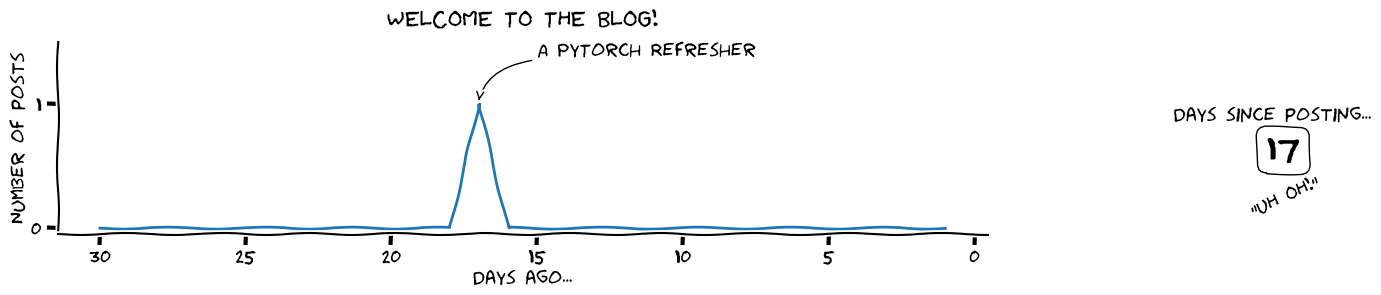 WELCOME TO THE BLOG!
A PYTORCH REFRESHER
NUMBER OF POSTS
1
0
30 25 20 15 10 5 0
DAYS AGO...
DAYS SINCE POSTING...
17
"UH OH!"